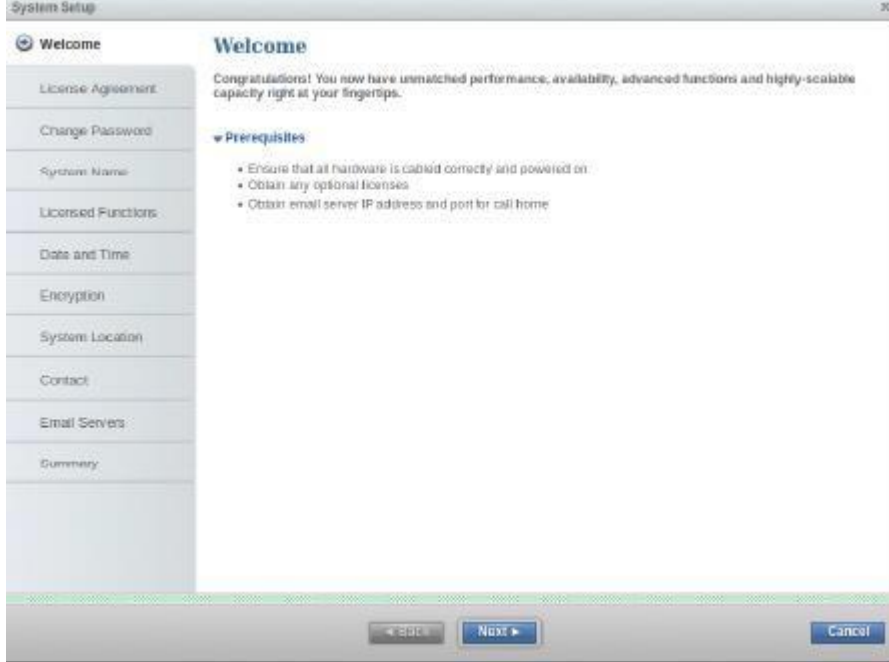 System Setup
Welcome
License Agreement
Change Password
System Name
Licensed Functions
Date and Time
Encryption
System Location
Contact
Email Servers
Summary
Welcome
Congratulations! You now have unmatched performance, availability, advanced functions and highly-scalable
capacity right at your fingertips.
Prerequisites
• Ensure that all hardware is cabled correctly and powered on
• Obtain any optional licenses
• Obtain email server IP address and port for call home
Back
Next
Cancel